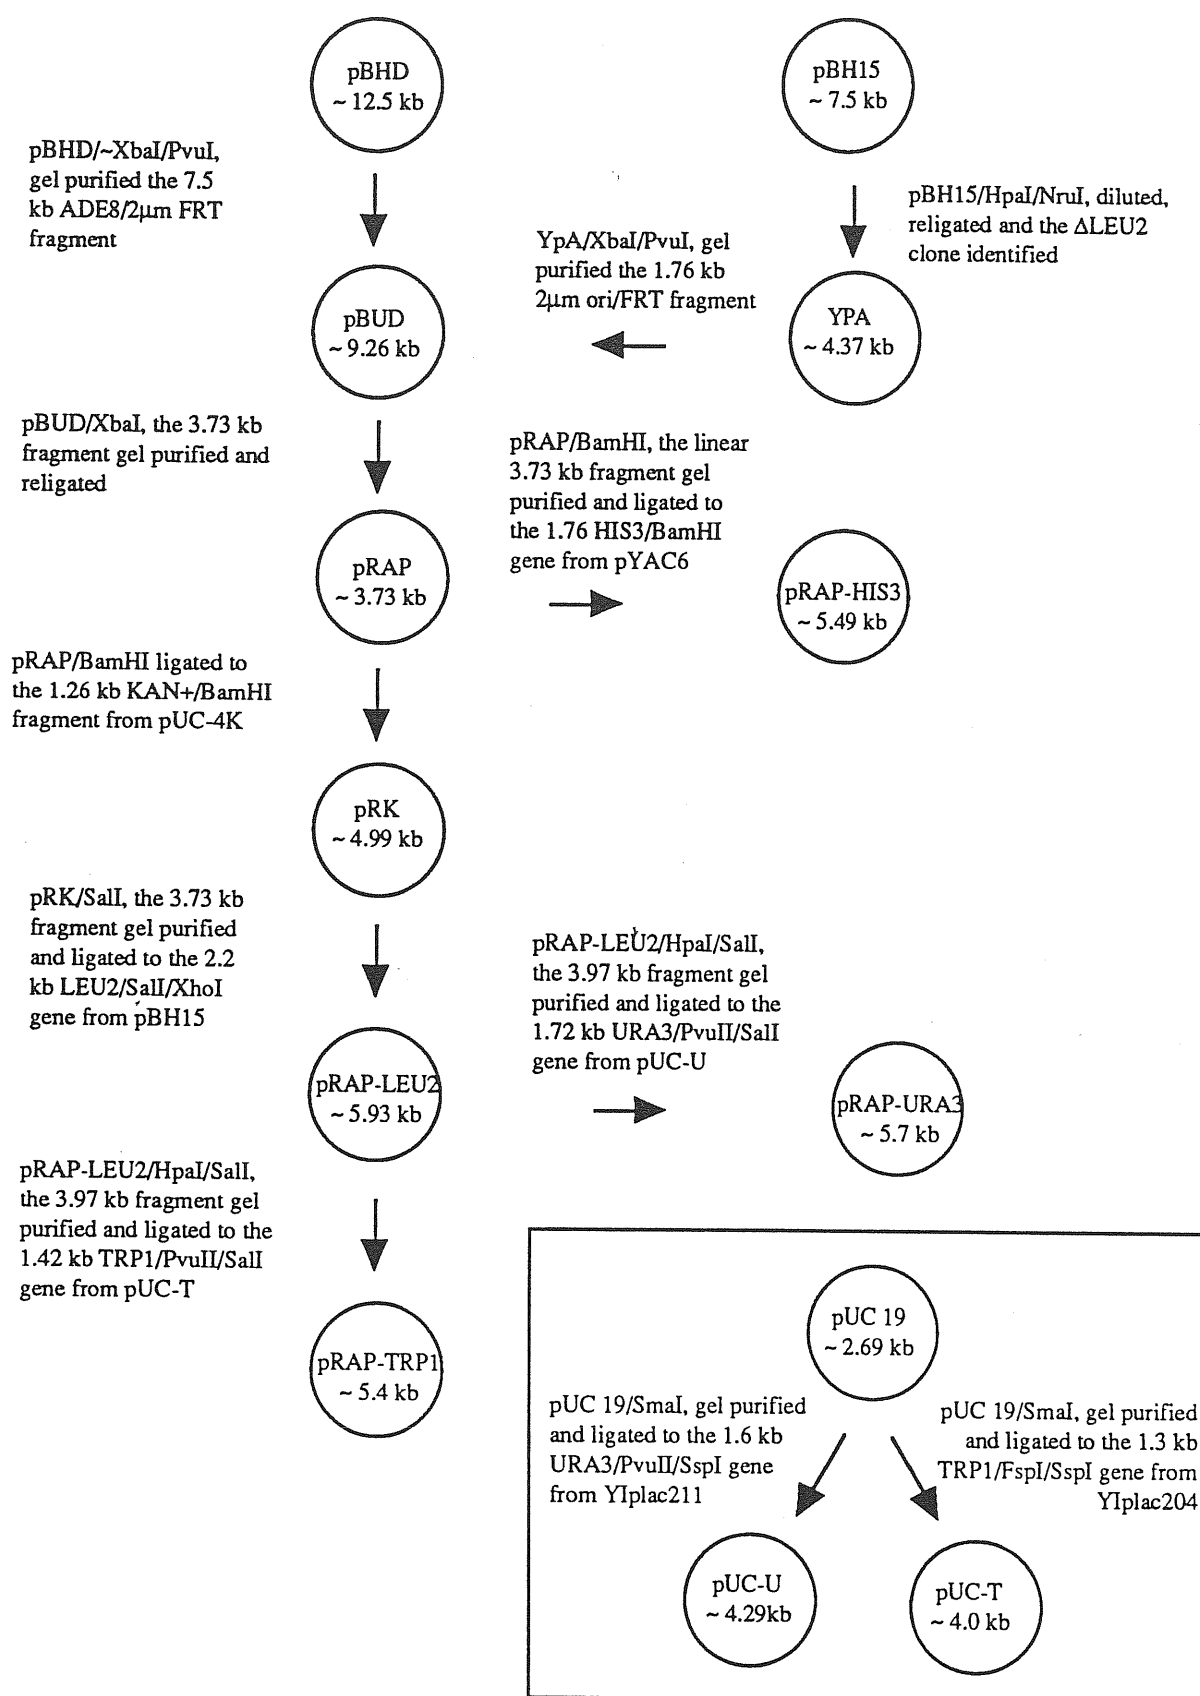 pBHD
~ 12.5 kb
pBH15
~ 7.5 kb
pBHD/~XbaI/PvuI,
gel purified the 7.5
kb ADE8/2µm FRT
fragment
pBH15/HpaI/NruI, diluted,
religated and the ΔLEU2
clone identified
YpA/XbaI/PvuI, gel
purified the 1.76 kb
2µm ori/FRT fragment
pBUD
~ 9.26 kb
YPA
~ 4.37 kb
pBUD/XbaI, the 3.73 kb
fragment gel purified and
religated
pRAP/BamHI, the linear
3.73 kb fragment gel
purified and ligated to
the 1.76 HIS3/BamHI
gene from pYAC6
pRAP
~ 3.73 kb
pRAP-HIS3
~ 5.49 kb
pRAP/BamHI ligated to
the 1.26 kb KAN+/BamHI
fragment from pUC-4K
pRK
~ 4.99 kb
pRK/SalI, the 3.73 kb
fragment gel purified
and ligated to the 2.2
kb LEU2/SalI/XhoI
gene from pBH15
pRAP-LEU2/HpaI/SalI,
the 3.97 kb fragment gel
purified and ligated to the
1.72 kb URA3/PvuII/SalI
gene from pUC-U
pRAP-LEU2
~ 5.93 kb
pRAP-URA3
~ 5.7 kb
pRAP-LEU2/HpaI/SalI,
the 3.97 kb fragment gel
purified and ligated to the
1.42 kb TRP1/PvuII/SalI
gene from pUC-T
pRAP-TRP1
~ 5.4 kb
pUC 19
~ 2.69 kb
pUC 19/SmaI, gel purified
and ligated to the 1.6 kb
URA3/PvuII/SspI gene
from YIplac211
pUC 19/SmaI, gel purified
and ligated to the 1.3 kb
TRP1/FspI/SspI gene from
YIplac204
pUC-U
~ 4.29kb
pUC-T
~ 4.0 kb